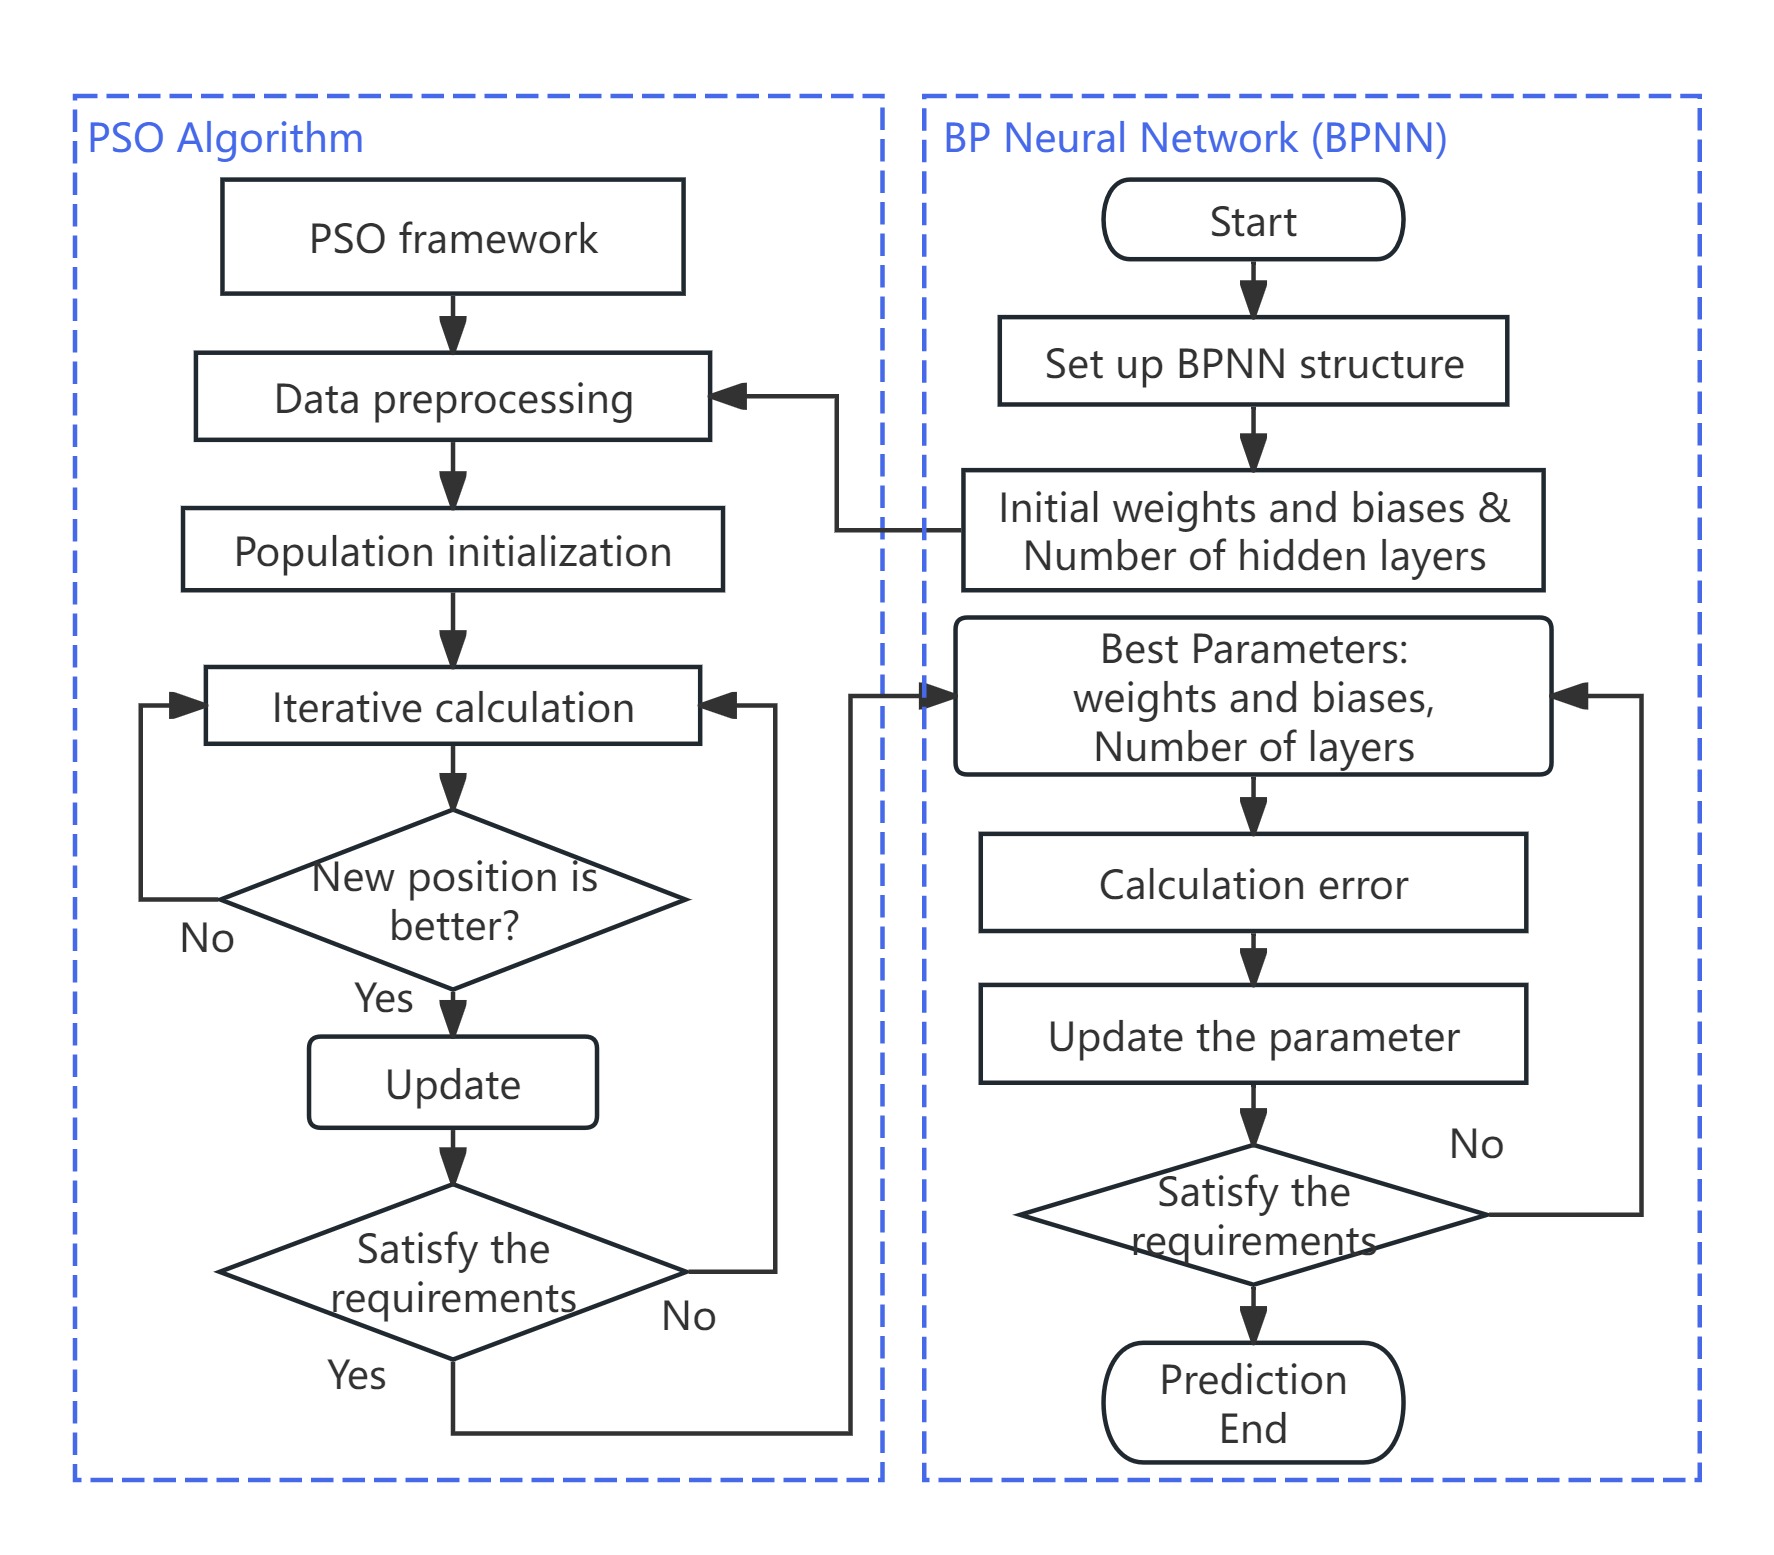 PSO Algorithm
PSO framework
Data preprocessing
Population initialization
Iterative calculation
New position is
better?
No
Yes
Update
Satisfy the
requirements
No
Yes
BP Neural Network (BPNN)
Start
Set up BPNN structure
Initial weights and biases &
Number of hidden layers
Best Parameters:
weights and biases,
Number of layers
Calculation error
Update the parameter
No
Satisfy the
requirements
Prediction
End